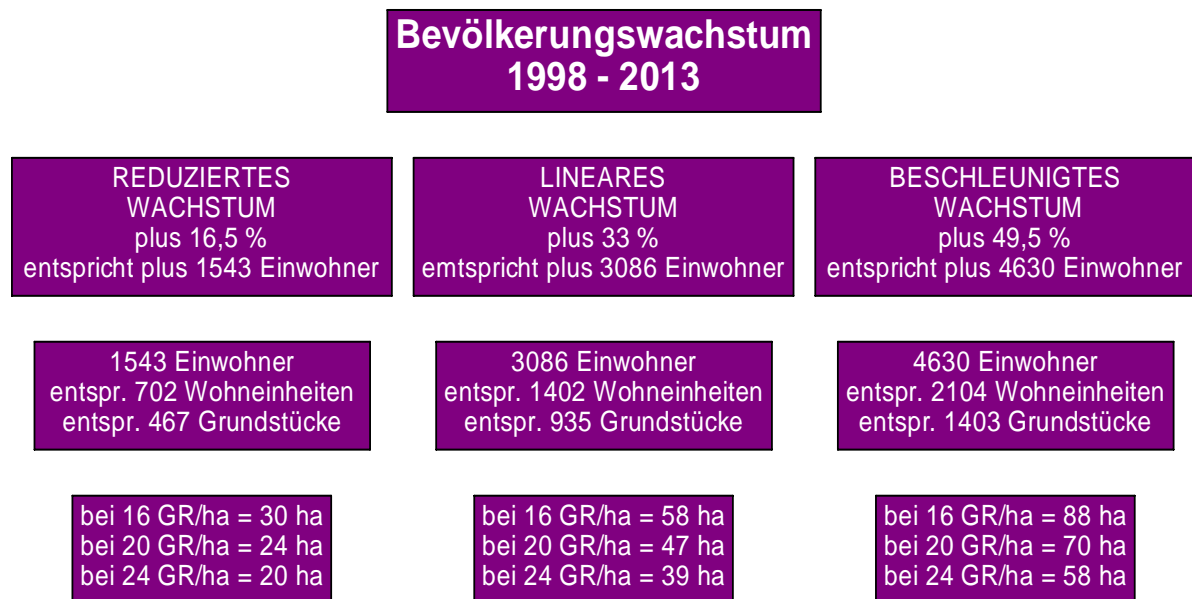 Bevölkerungswachstum
1998 - 2013
REDUZIERTES
WACHSTUM
plus 16,5 %
entspricht plus 1543 Einwohner
LINEARES
WACHSTUM
plus 33 %
emtspricht plus 3086 Einwohner
BESCHLEUNIGTES
WACHSTUM
plus 49,5 %
entspricht plus 4630 Einwohner
1543 Einwohner
entspr. 702 Wohneinheiten
entspr. 467 Grundstücke
3086 Einwohner
entspr. 1402 Wohneinheiten
entspr. 935 Grundstücke
4630 Einwohner
entspr. 2104 Wohneinheiten
entspr. 1403 Grundstücke
bei 16 GR/ha = 30 ha
bei 20 GR/ha = 24 ha
bei 24 GR/ha = 20 ha
bei 16 GR/ha = 58 ha
bei 20 GR/ha = 47 ha
bei 24 GR/ha = 39 ha
bei 16 GR/ha = 88 ha
bei 20 GR/ha = 70 ha
bei 24 GR/ha = 58 ha